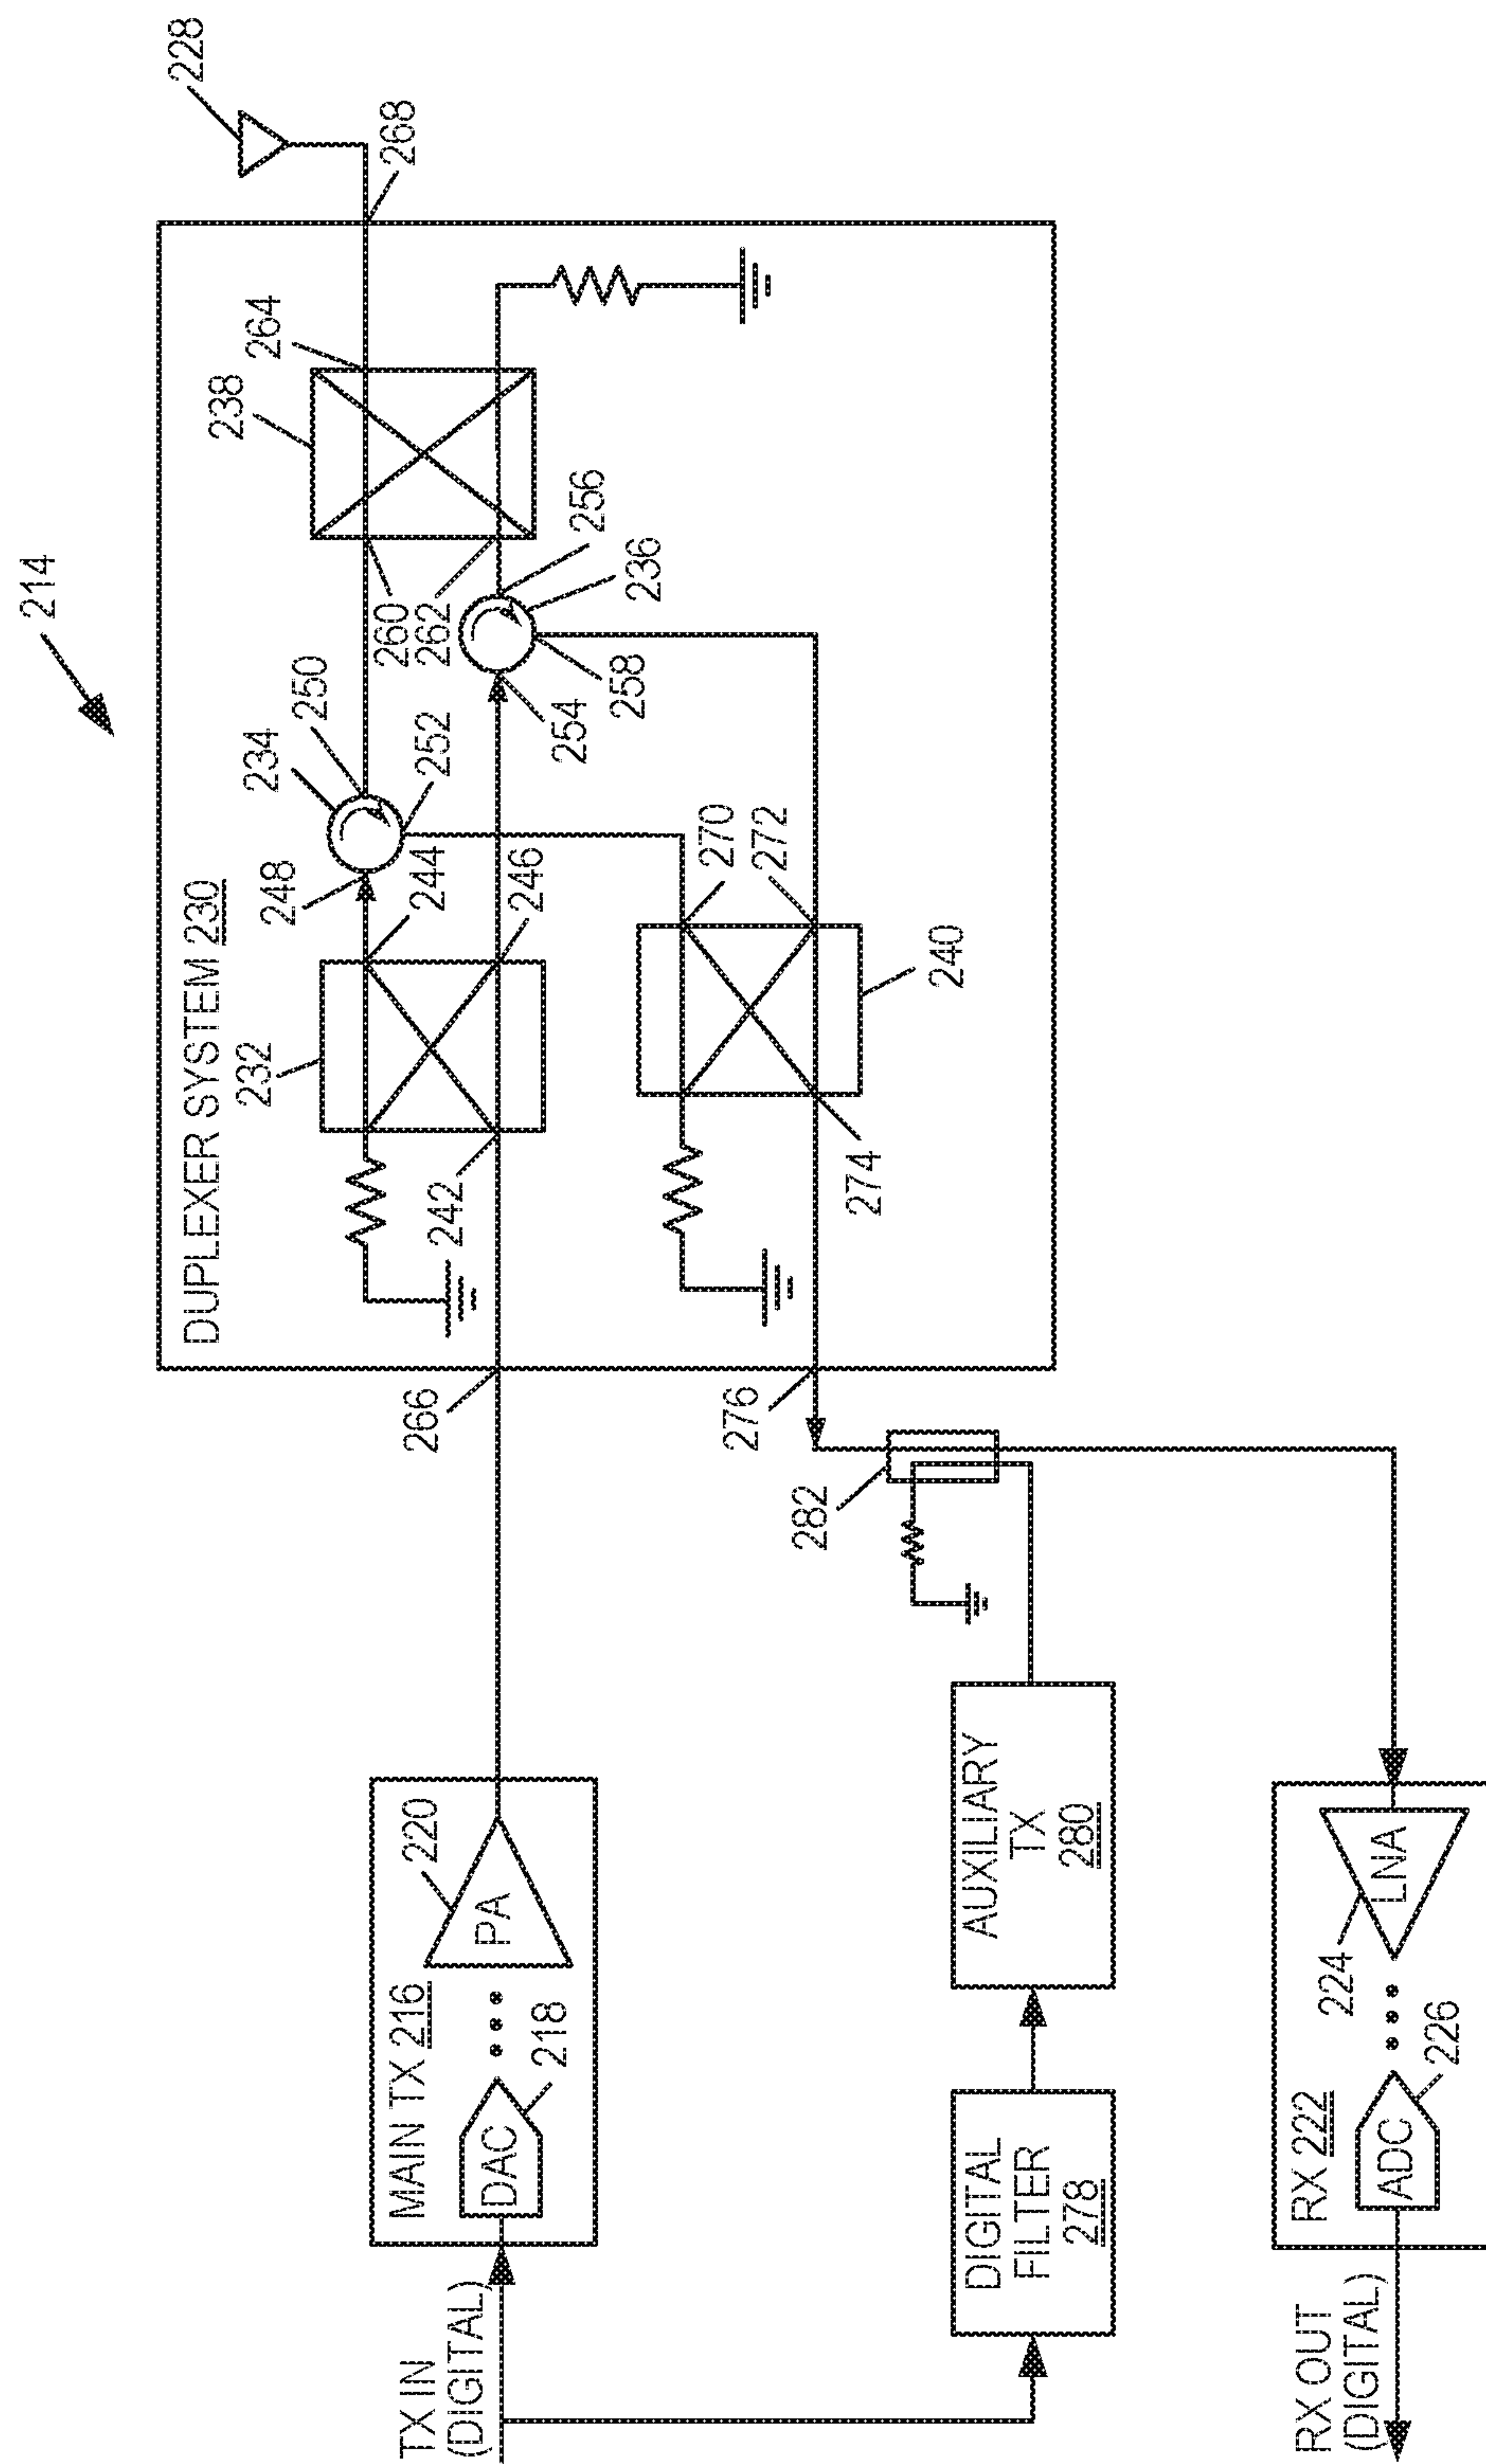 214
DUPLEXER SYSTEM 230
232
242
244
246
248
234
250
252
254
256
236
258
260
262
238
264
268
228
270
272
240
274
266
276
282
MAIN TX 216
220
PA
DAC
218
TX IN
(DIGITAL)
AUXILIARY
TX
280
DIGITAL
FILTER
278
RX 222
224
LNA
ADC
226
RX OUT
(DIGITAL)